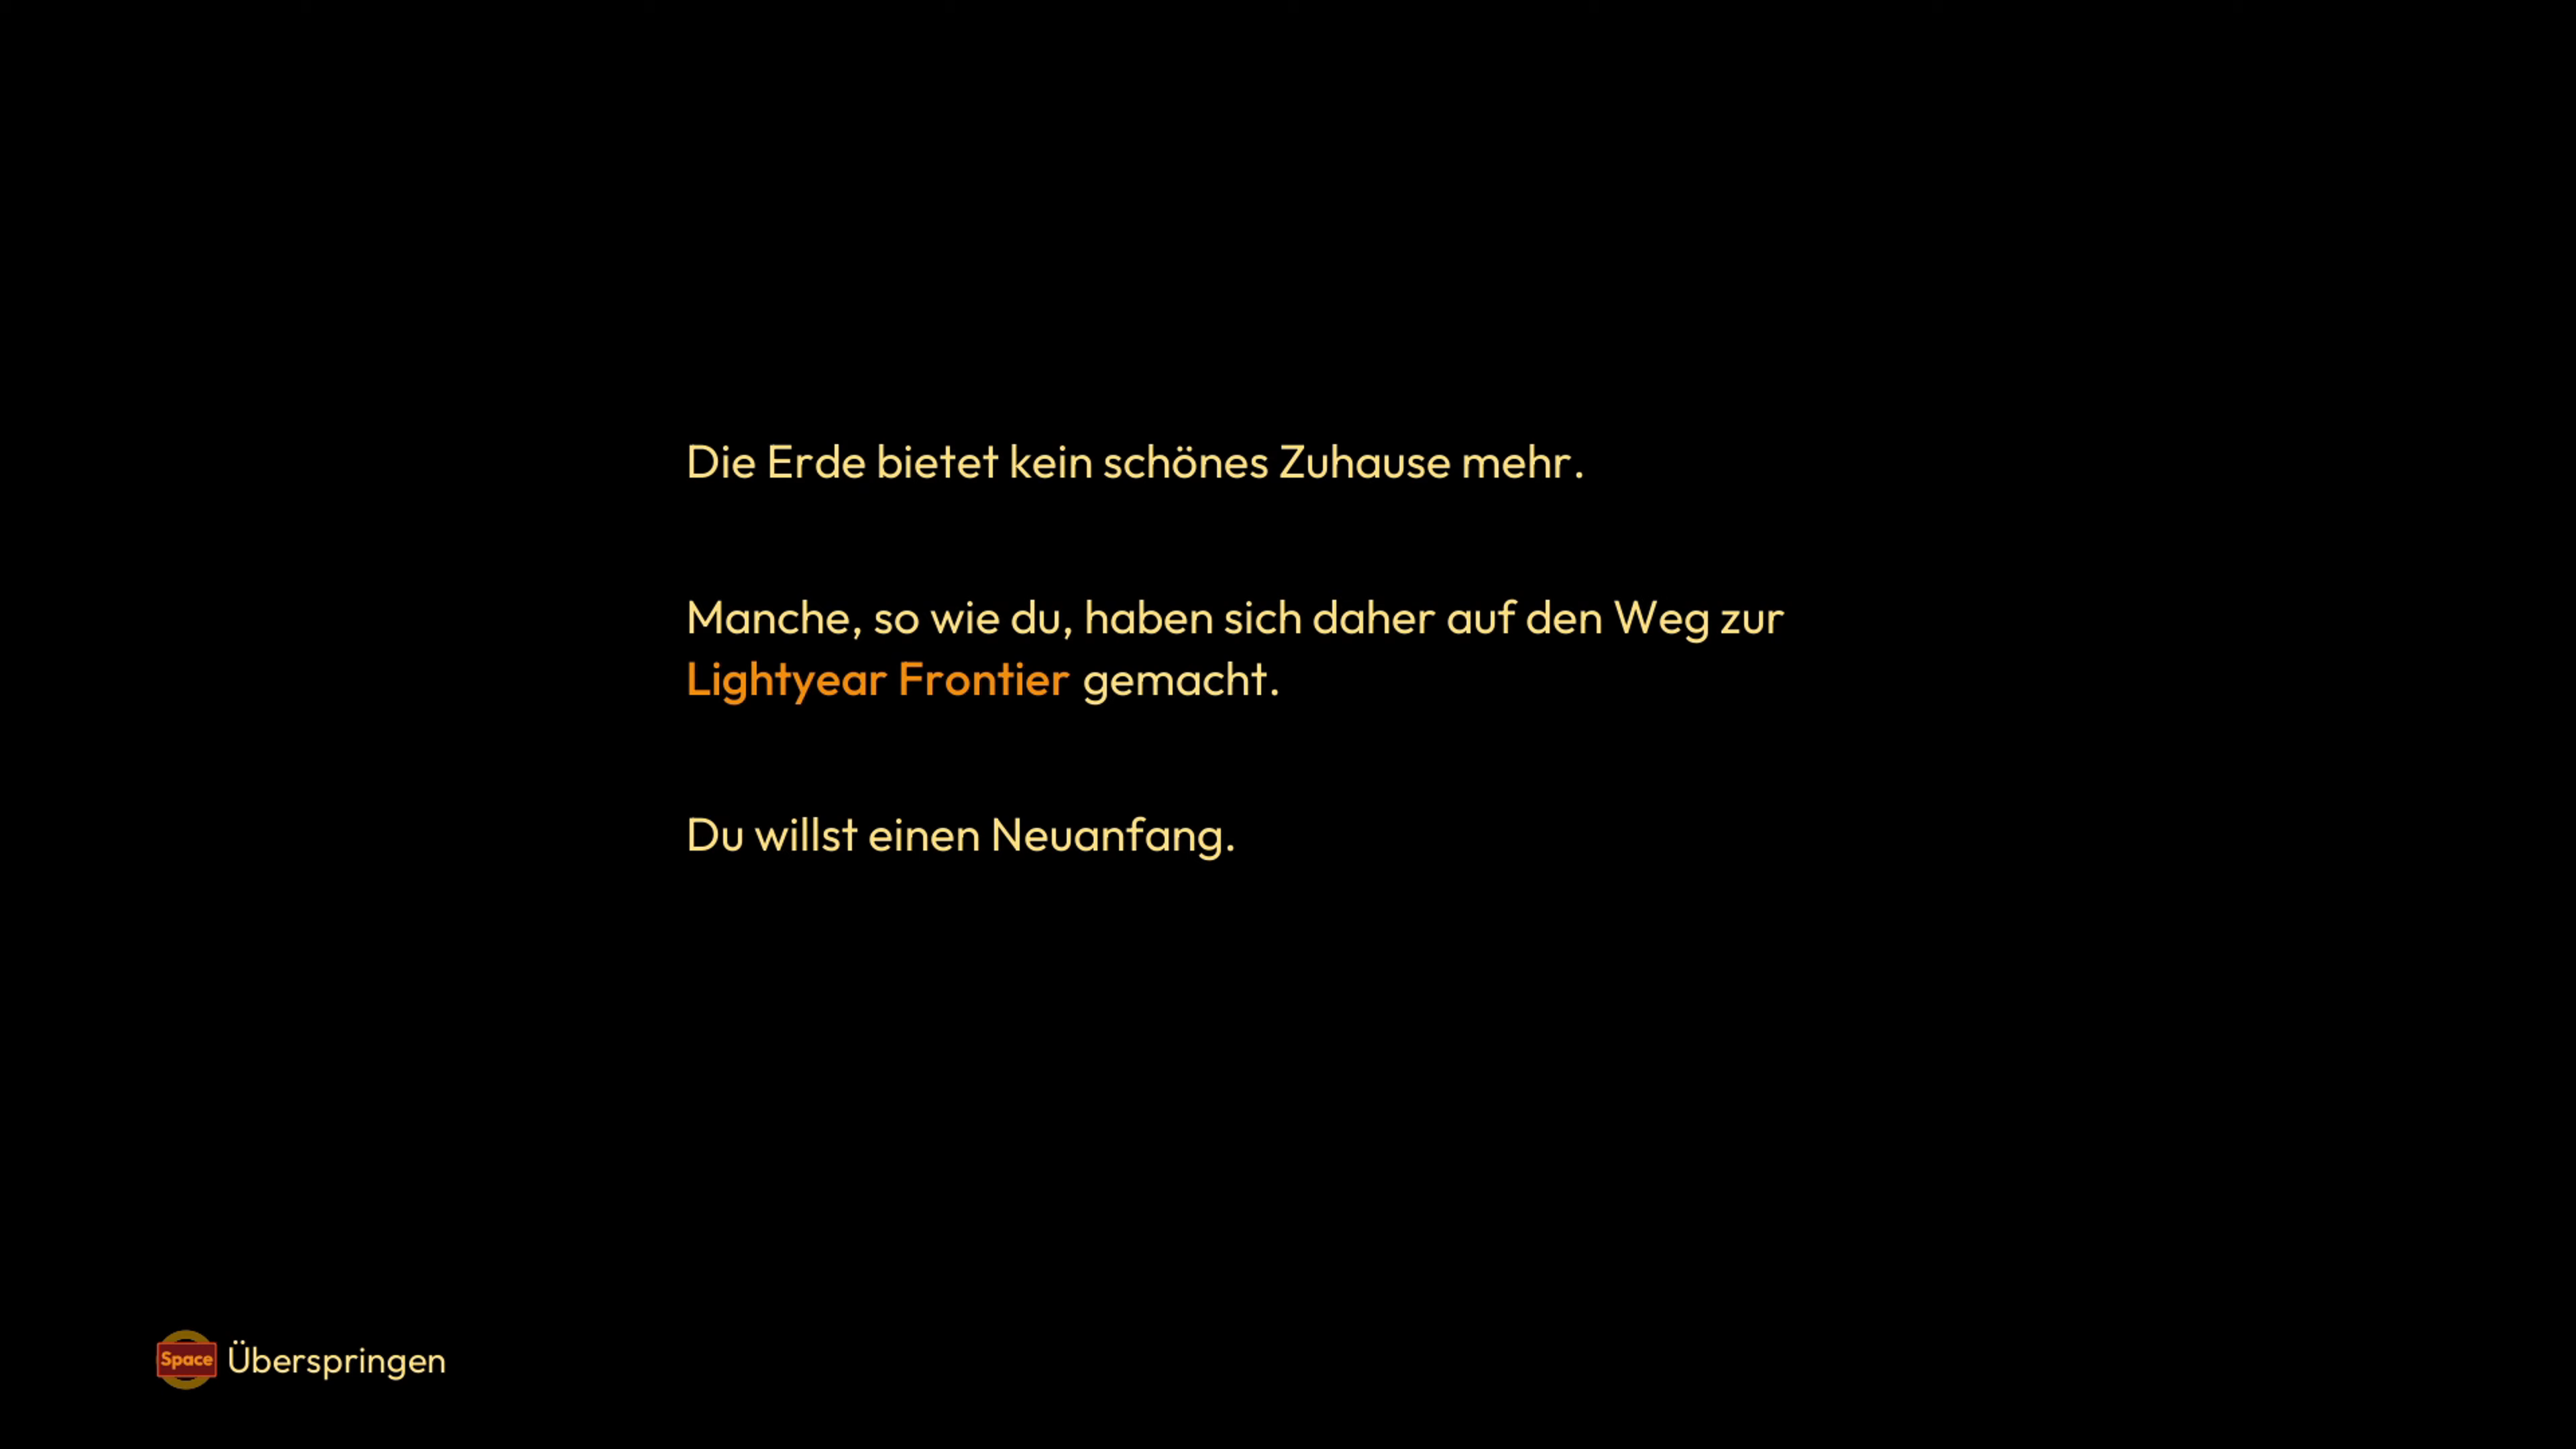 Die Erde bietet kein schönes Zuhause mehr.
Manche, so wie du, haben sich daher auf den Weg zur
Lightyear Frontier gemacht.
Du willst einen Neuanfang.
Space Überspringen